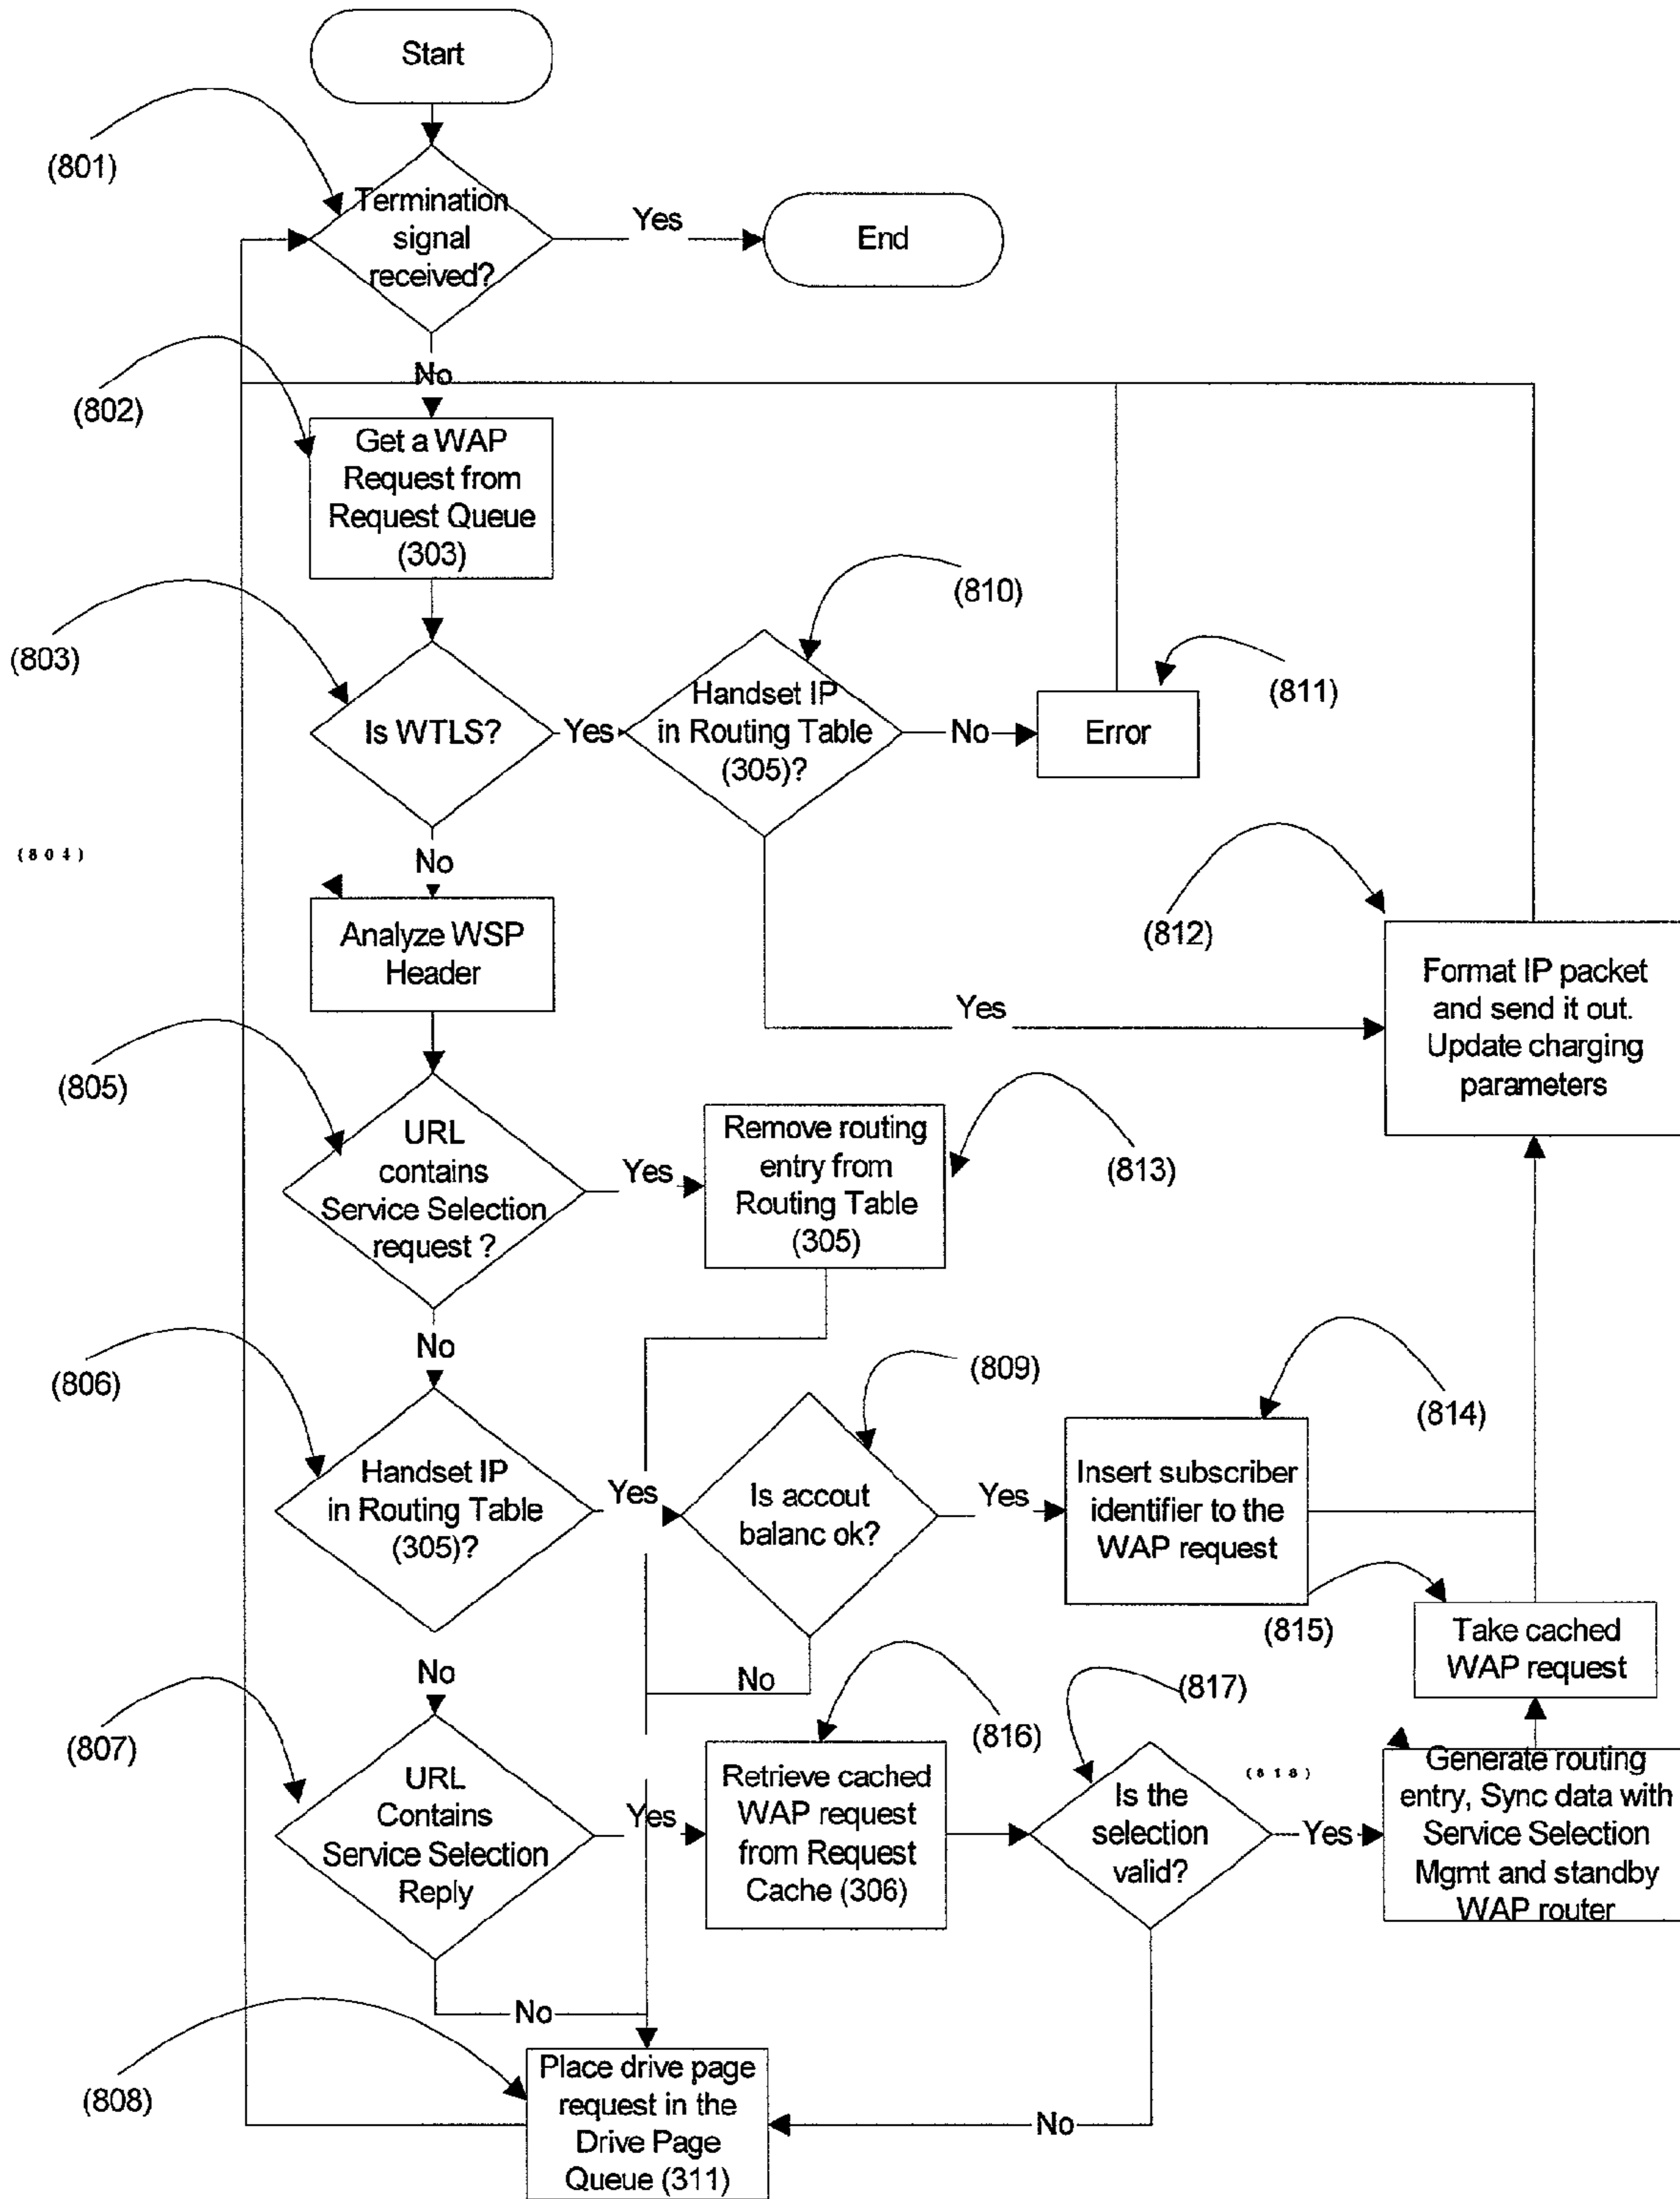 Start
(801)
Termination
signal
received?
Yes
End
No
(802)
Get a WAP
Request from
Request Queue
(303)
(803)
(810)
Is WTLS?
Yes
Handset IP
in Routing Table
(305)?
No
Error
(811)
(804)
No
Analyze WSP
Header
(812)
Format IP packet
and send it out.
Update charging
parameters
Yes
(805)
URL
contains
Service Selection
request ?
Yes
Remove routing
entry from
Routing Table
(305)
(813)
No
(806)
Handset IP
in Routing Table
(305)?
Yes
(809)
Is accout
balanc ok?
Yes
Insert subscriber
identifier to the
WAP request
(814)
(815)
Take cached
WAP request
No
No
(807)
URL
Contains
Service Selection
Reply
Yes
Retrieve cached
WAP request
from Request
Cache (306)
(816)
(817)
Is the
selection
valid?
(818)
Yes
Generate routing
entry, Sync data with
Service Selection
Mgmt and standby
WAP router
No
(808)
Place drive page
request in the
Drive Page
Queue (311)
No